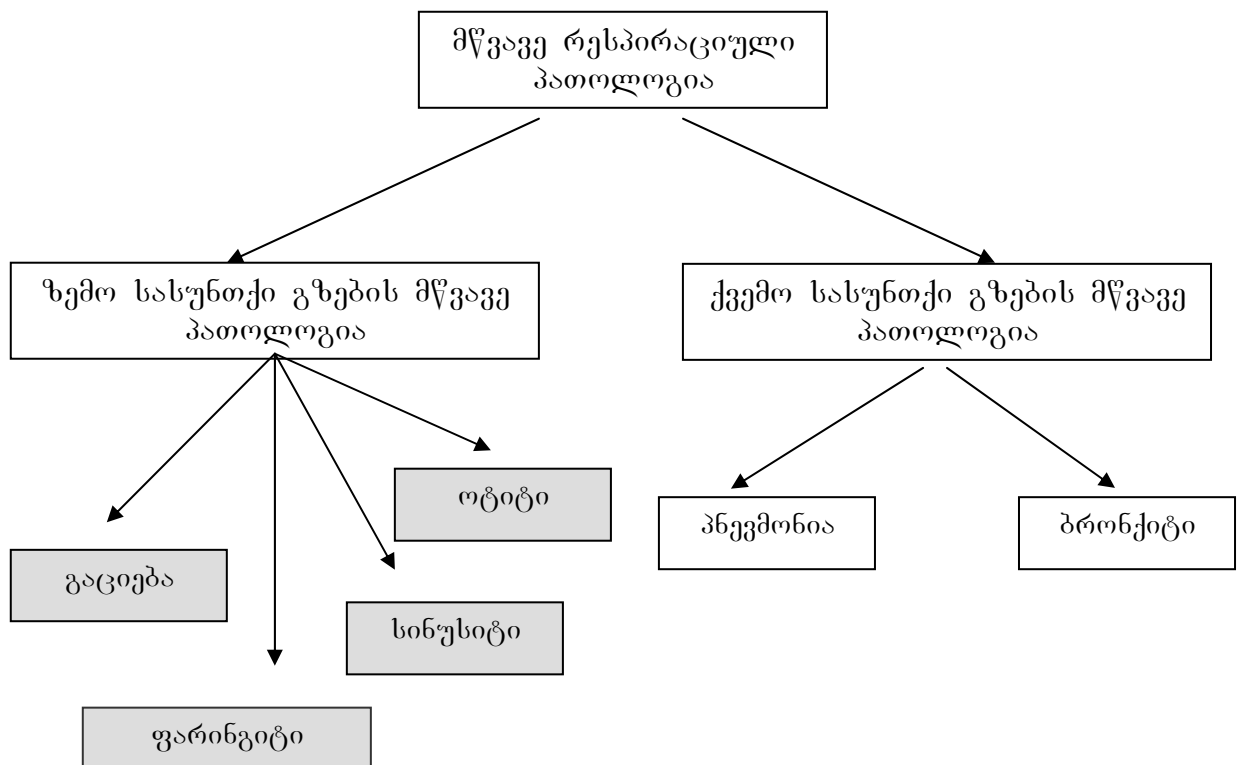 მწვავე რესპირაციული
პათოლოგია
ზემო სასუნთქი გზების მწვავე
პათოლოგია
ქვემო სასუნთქი გზების მწვავე
პათოლოგია
ოტიტი
პნევმონია
ბრონქიტი
გაციება
სინუსიტი
ფარინგიტი